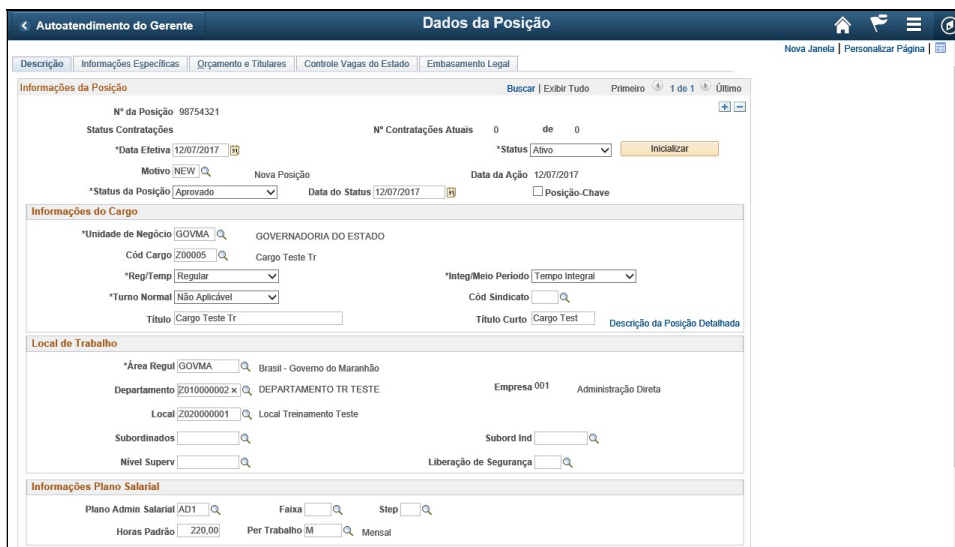 Autoatendimento do Gerente Dados da Posição
Nova Janela | Personalizar Página |
Descrição Informações Específicas Orçamento e Titulares Controle Vagas do Estado Embasamento Legal
Informações da Posição Buscar | Exibir Tudo Primeiro 1 de 1 Último
Nº da Posição 98754321
Status Contratações Nº Contratações Atuais 0 de 0
*Data Efetiva 12/07/2017 31 *Status Ativo Inicializar
Motivo NEW Nova Posição Data da Ação 12/07/2017
*Status da Posição Aprovado Data do Status 12/07/2017 31 Posição-Chave
Informações do Cargo
*Unidade de Negócio GOVMA GOVERNADORIA DO ESTADO
Cód Cargo Z00005 Cargo Teste Tr
*Reg/Temp Regular *Integ/Meio Período Tempo Integral
*Turno Normal Não Aplicável Cód Sindicato
Título Cargo Teste Tr Título Curto Cargo Test Descrição da Posição Detalhada
Local de Trabalho
*Área Regul GOVMA Brasil - Governo do Maranhão
Departamento Z010000002 × DEPARTAMENTO TR TESTE Empresa 001 Administração Direta
Local Z020000001 Local Treinamento Teste
Subordinados Subord Ind
Nível Superv Liberação de Segurança
Informações Plano Salarial
Plano Admin Salarial AD1 Faixa Step
Horas Padrão 220,00 Per Trabalho M Mensal